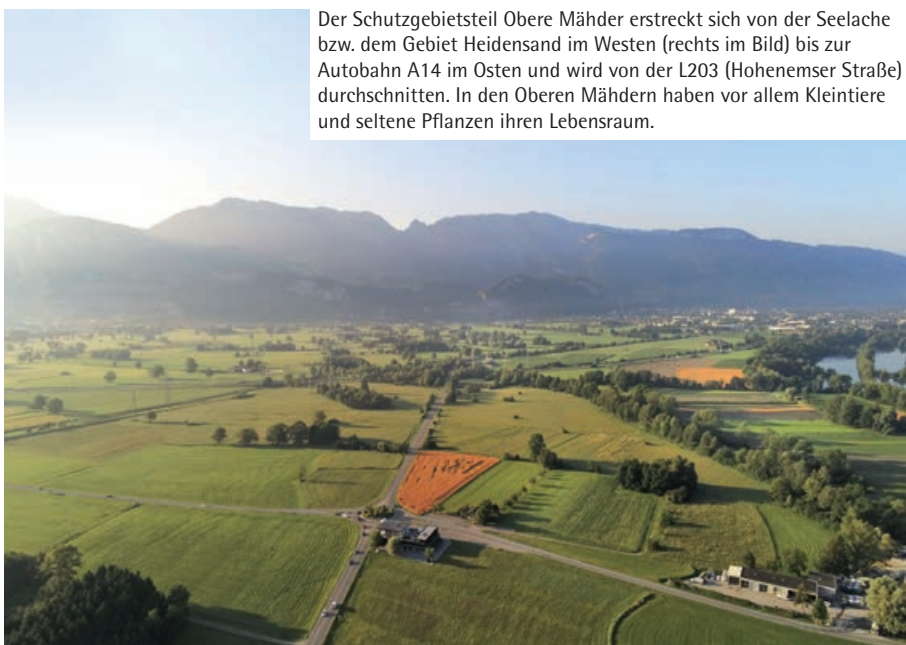 Der Schutzgebietsteil Obere Mähder erstreckt sich von der Seelache
bzw. dem Gebiet Heidensand im Westen (rechts im Bild) bis zur
Autobahn A14 im Osten und wird von der L203 (Hohenemser Straße)
durchschnitten. In den Oberen Mähdern haben vor allem Kleintiere
und seltene Pflanzen ihren Lebensraum.